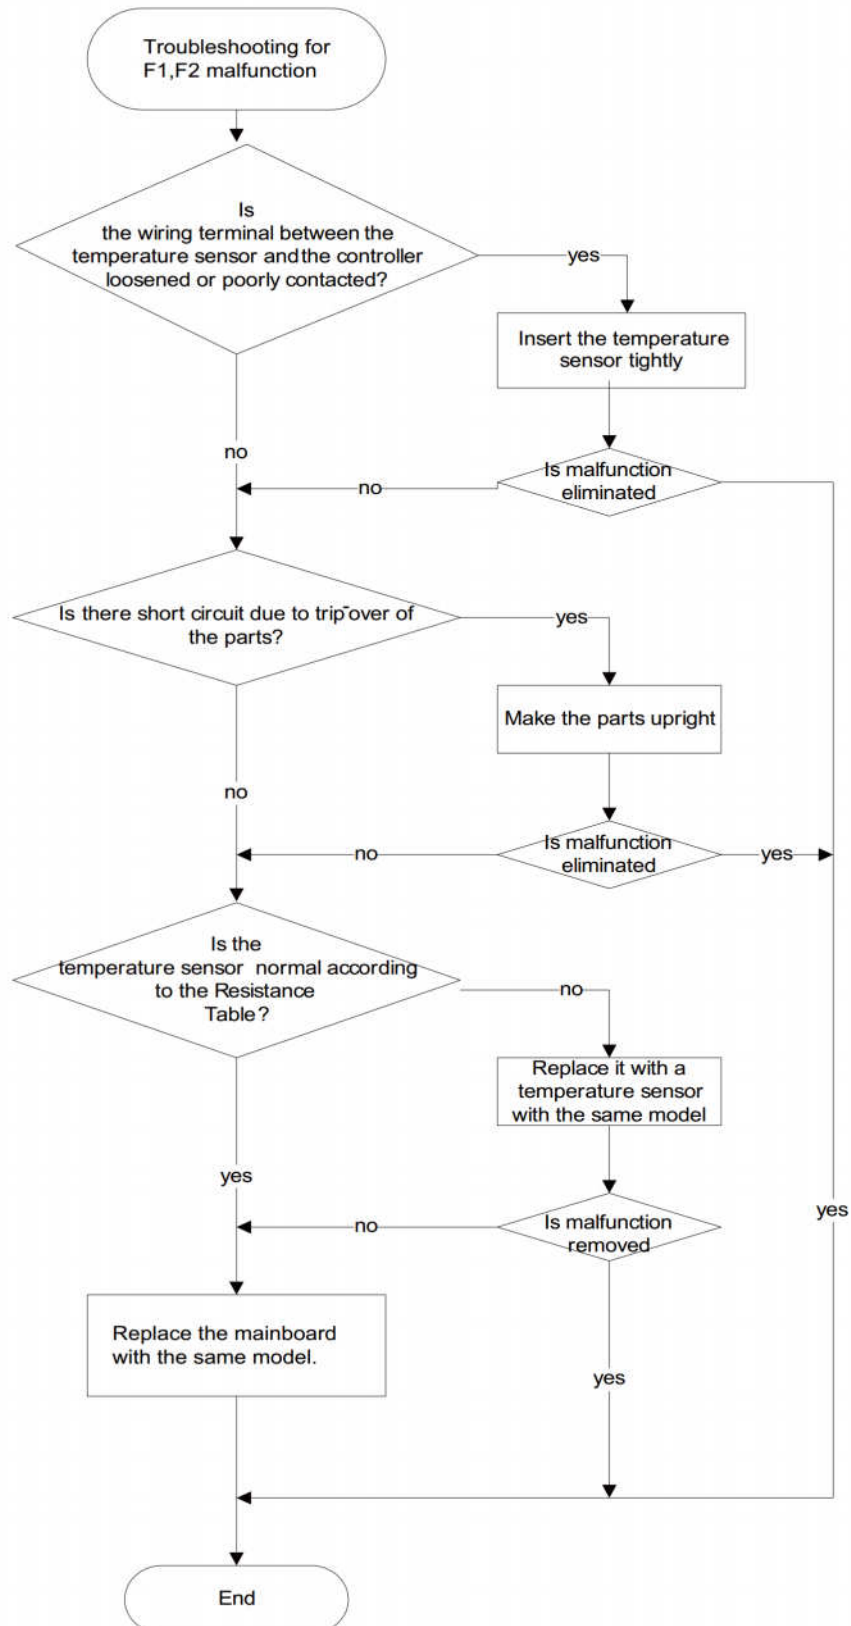 Troubleshooting for
F1,F2 malfunction
Is
the wiring terminal between the
temperature sensor and the controller
loosened or poorly contacted?
yes
Insert the temperature
sensor tightly
no
Is malfunction
eliminated
no
Is there short circuit due to trip-over of
the parts?
yes
Make the parts upright
no
Is malfunction
eliminated
no
yes
Is the
temperature sensor normal according
to the Resistance
Table?
no
Replace it with a
temperature sensor
with the same model
yes
yes
Is malfunction
removed
no
Replace the mainboard
with the same model.
yes
End